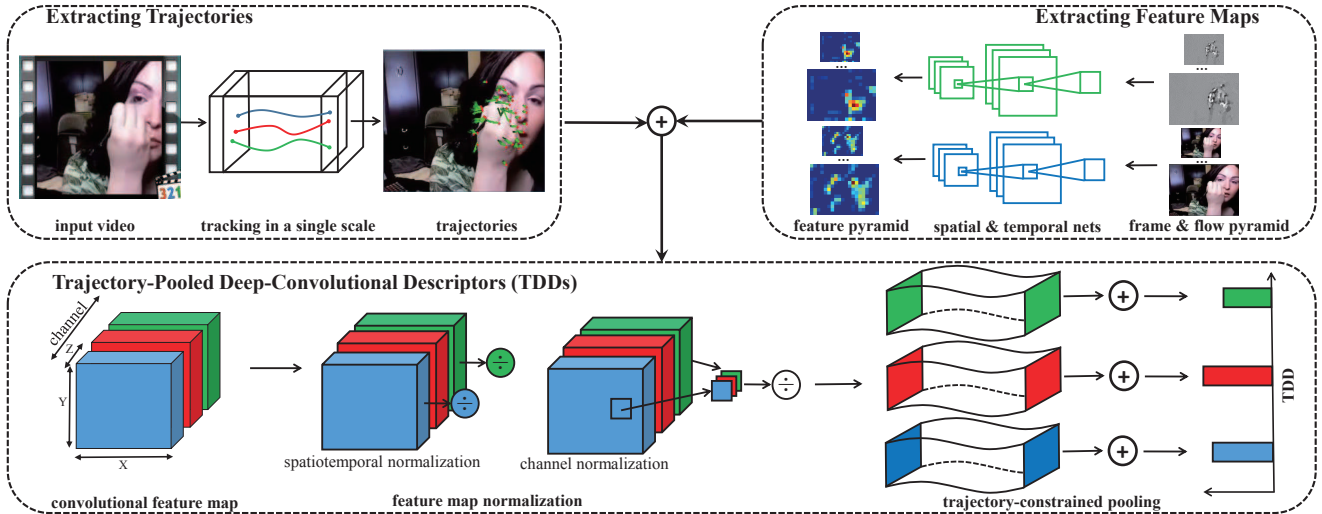 Extracting Trajectories
input video
tracking in a single scale
trajectories
321
Extracting Feature Maps
...
...
...
...
feature pyramid
spatial & temporal nets
frame & flow pyramid
+
Trajectory-Pooled Deep-Convolutional Descriptors (TDDs)
channel
Z
Y
X
convolutional feature map
÷
÷
spatiotemporal normalization
÷
channel normalization
feature map normalization
+
+
+
trajectory-constrained pooling
TDD